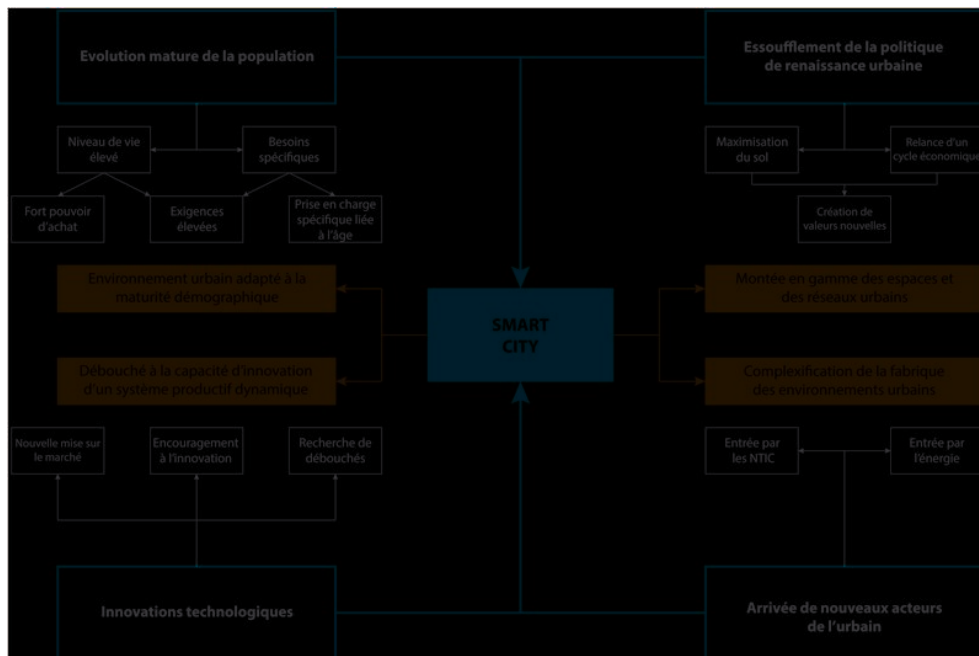 Evolution mature de la population
Essoufflement de la politique
de renaissance urbaine
Niveau de vie
élevé
Besoins
spécifiques
Maximisation
du sol
Relance d'un
cycle économique
Fort pouvoir
d'achat
Exigences
élevées
Prise en charge
spécifique liée
à l'âge
Création de
valeurs nouvelles
Environnement urbain adapté à la
maturité démographique
Montée en gamme des espaces et
des réseaux urbains
SMART
CITY
Débouché à la capacité d'innovation
d'un système productif dynamique
Complexification de la fabrique
des environnements urbains
Nouvelle mise sur
le marché
Encouragement
à l'innovation
Recherche de
débouchés
Entrée par
les NTIC
Entrée par
l'énergie
Innovations technologiques
Arrivée de nouveaux acteurs
de l'urbain